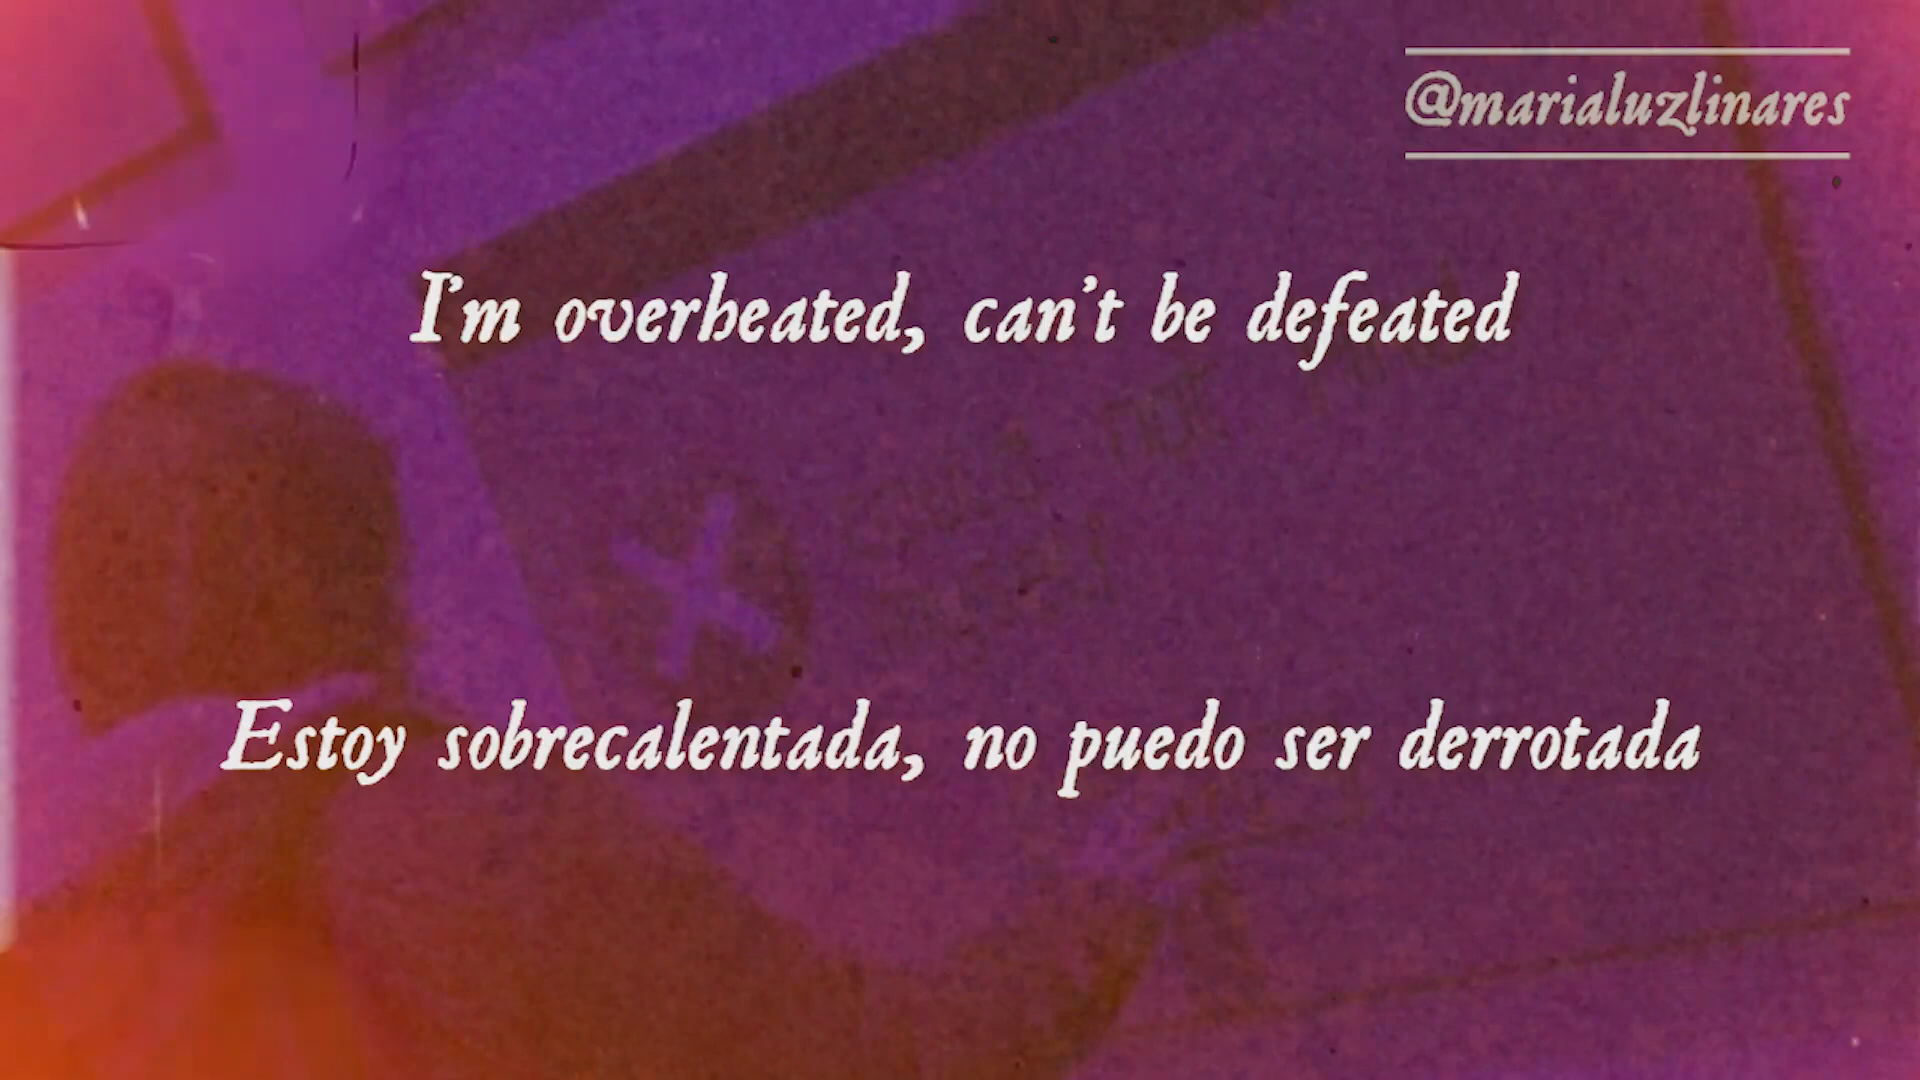 @marialuzlinares
I'm overheated, can't be defeated
Estoy sobrecalentada, no puedo ser derrotada